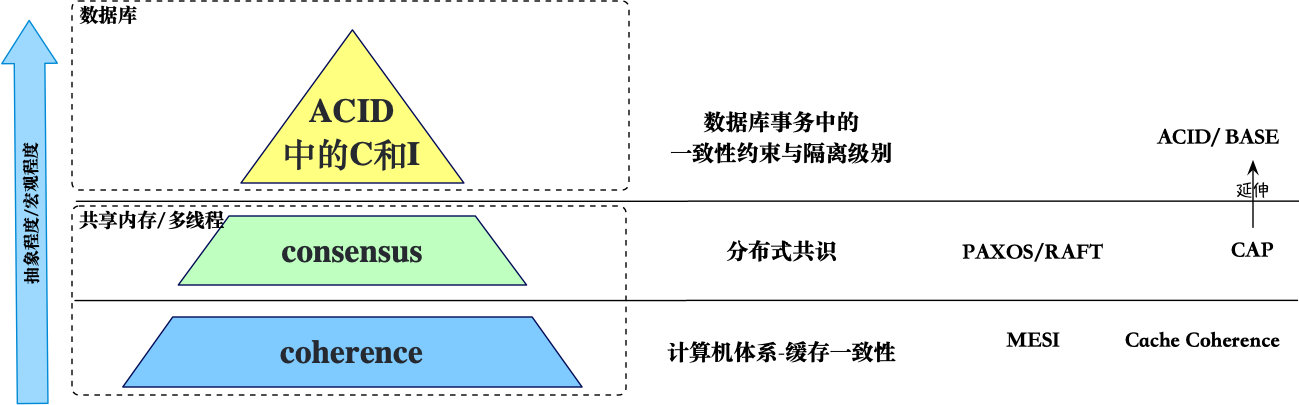 数据库
ACID
中的C和I
数据库事务中的
一致性约束与隔离级别
ACID/ BASE
延伸
抽象程度/宏观程度
共享内存/多线程
consensus
分布式共识
PAXOS/RAFT
CAP
coherence
计算机体系-缓存一致性
MESI
Cache Coherence